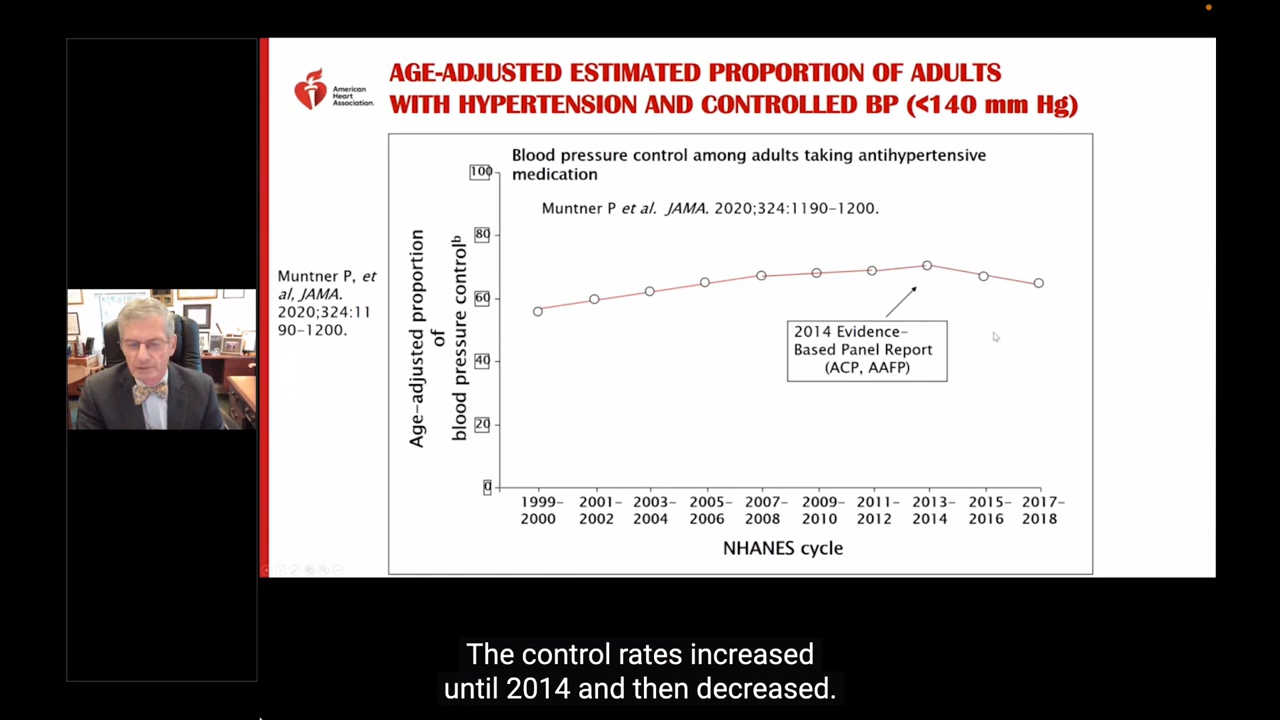 American
Heart
Association.
AGE-ADJUSTED ESTIMATED PROPORTION OF ADULTS
WITH HYPERTENSION AND CONTROLLED BP (<140 mm Hg)
Muntner P, et
al, JAMA.
2020;324:11
90-1200.
Blood pressure control among adults taking antihypertensive
medication
Muntner P et al. JAMA. 2020;324:1190-1200.
Age-adjusted proportion
of
blood pressure controlᵇ
100
80
60
40
20
0
2014 Evidence-
Based Panel Report
(ACP, AAFP)
1999- 2001- 2003- 2005- 2007- 2009- 2011- 2013- 2015- 2017-
2000 2002 2004 2006 2008 2010 2012 2014 2016 2018
NHANES cycle
The control rates increased
until 2014 and then decreased.